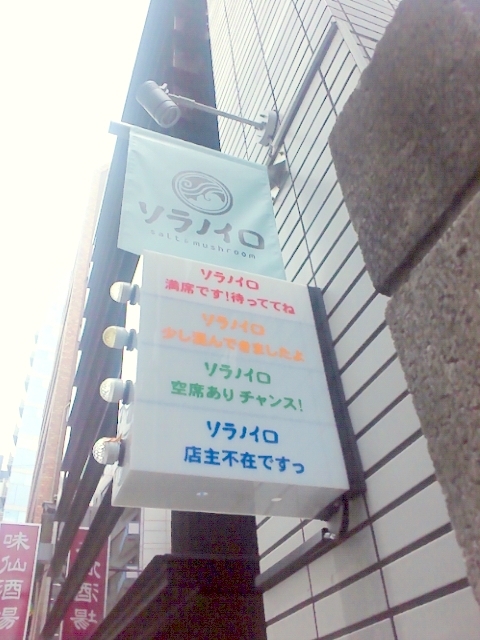 ソラノイロ
salt&mushroom
ソラノイロ
満席です!待っててね
ソラノイロ
少し混んできましたよ
ソラノイロ
空席あり チャンス!
ソラノイロ
店主不在ですっ
味仙酒場
酒場